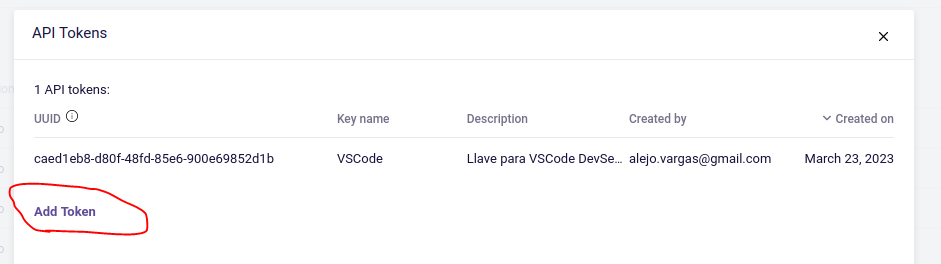 API Tokens
1 API tokens:
UUID Key name Description Created by Created on
caed1eb8-d80f-48fd-85e6-900e69852d1b VSCode Llave para VSCode DevSe... alejo.vargas@gmail.com March 23, 2023
Add Token